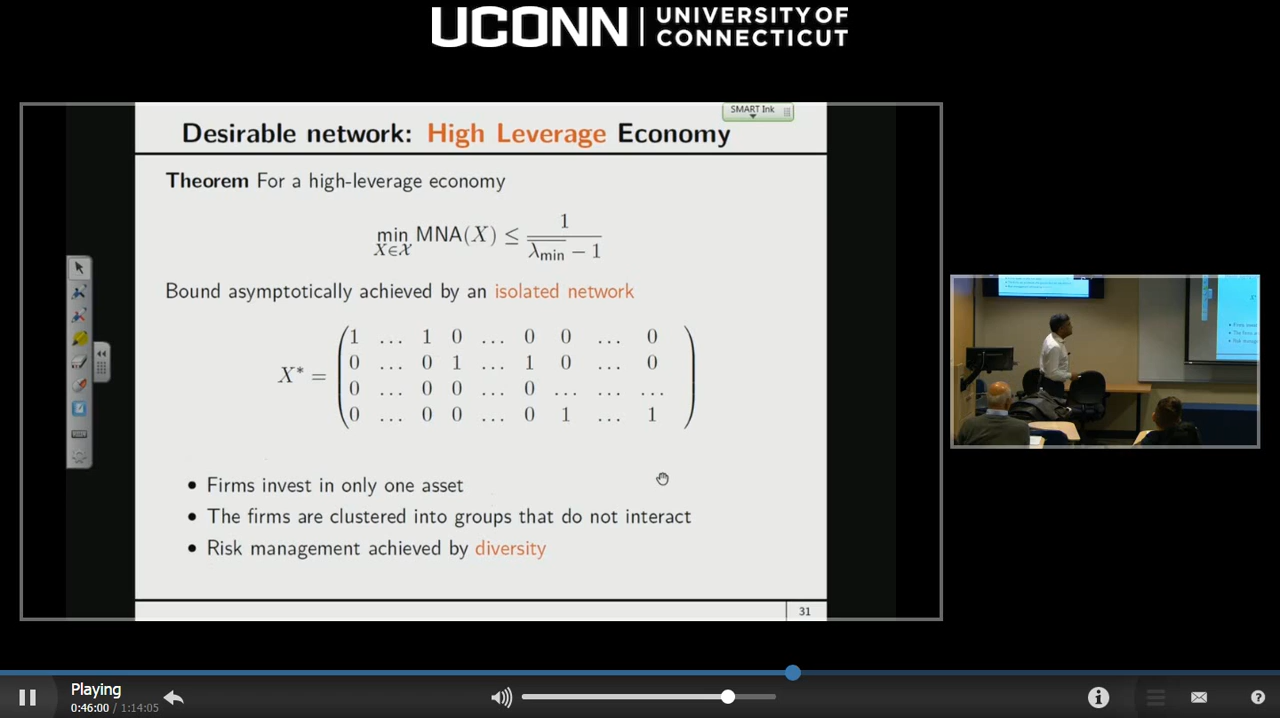 UCONN | UNIVERSITY OF CONNECTICUT
SMART Ink
Desirable network: High Leverage Economy
Theorem For a high-leverage economy
min X∈𝒳 MNA(X) ≤ 1 / (λ̄min − 1)
Bound asymptotically achieved by an isolated network
X* =
1 … 1 0 … 0 0 … 0
0 … 0 1 … 1 0 … 0
0 … 0 0 … 0 … … …
0 … 0 0 … 0 1 … 1
• Firms invest in only one asset
• The firms are clustered into groups that do not interact
• Risk management achieved by diversity
31
Playing
0:46:00 / 1:14:05